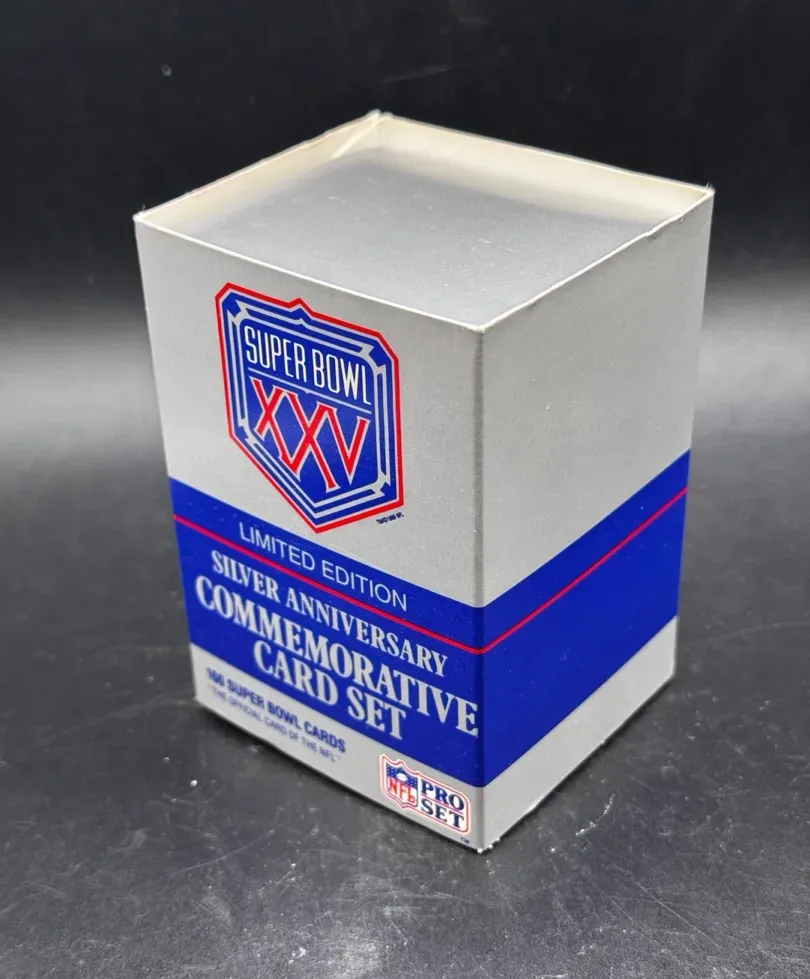 SUPER BOWL
XXV
LIMITED EDITION
SILVER ANNIVERSARY
COMMEMORATIVE
CARD SET
160 SUPER BOWL CARDS
"THE OFFICIAL CARD OF THE NFL"
NFL
PRO
SET